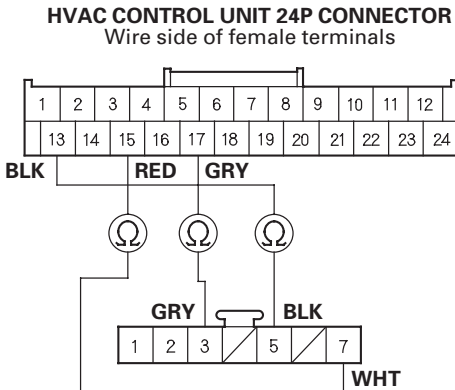 HVAC CONTROL UNIT 24P CONNECTOR
Wire side of female terminals
1 2 3 4 5 6 7 8 9 10 11 12
13 14 15 16 17 18 19 20 21 22 23 24
BLK RED GRY
Ω Ω Ω
GRY BLK
1 2 3 5 7
WHT